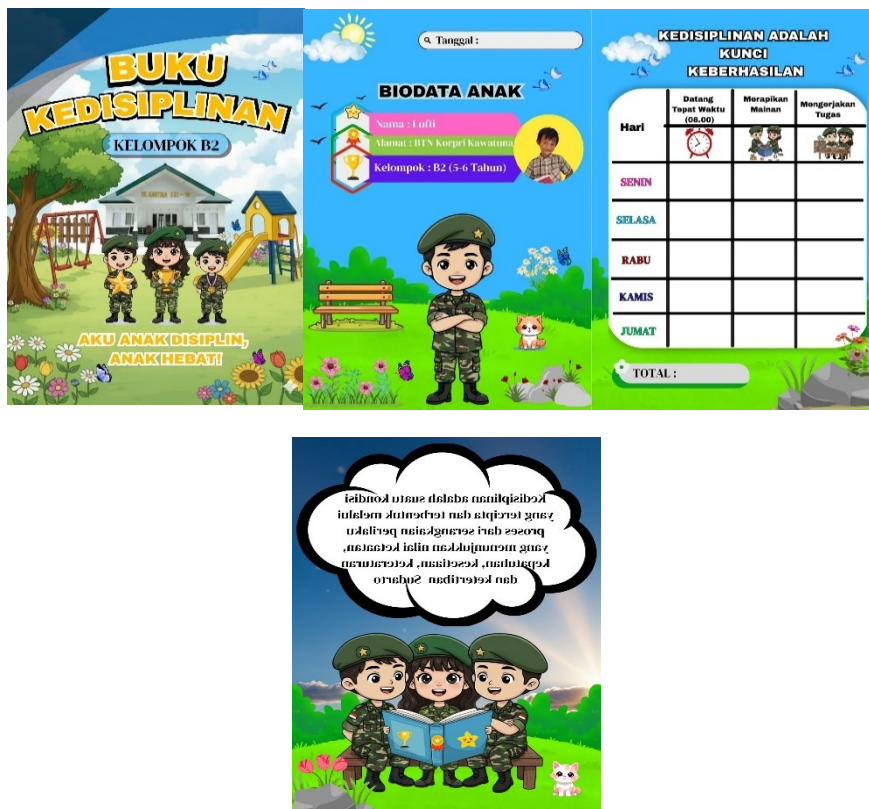 BUKU
KEDISIPLINAN
KELOMPOK B2
AKU ANAK DISIPLIN,
ANAK HEBAT!
Tanggal :
BIODATA ANAK
Nama : Lufti
Alamat : BTN Korpri Kawatuna
Kelompok : B2 (5-6 Tahun)
KEDISIPLINAN ADALAH
KUNCI
KEBERHASILAN
Hari
Datang
Tepat Waktu
(08.00)
Merapikan
Mainan
Mengerjakan
Tugas
SENIN
SELASA
RABU
KAMIS
JUMAT
TOTAL :
Kedisiplinan adalah suatu kondisi
yang tercipta dan terbentuk melalui
proses dari serangkaian perilaku
yang menunjukkan nilai ketaatan,
kepatuhan, kesetiaan, keteraturan
dan ketertiban Sudarto